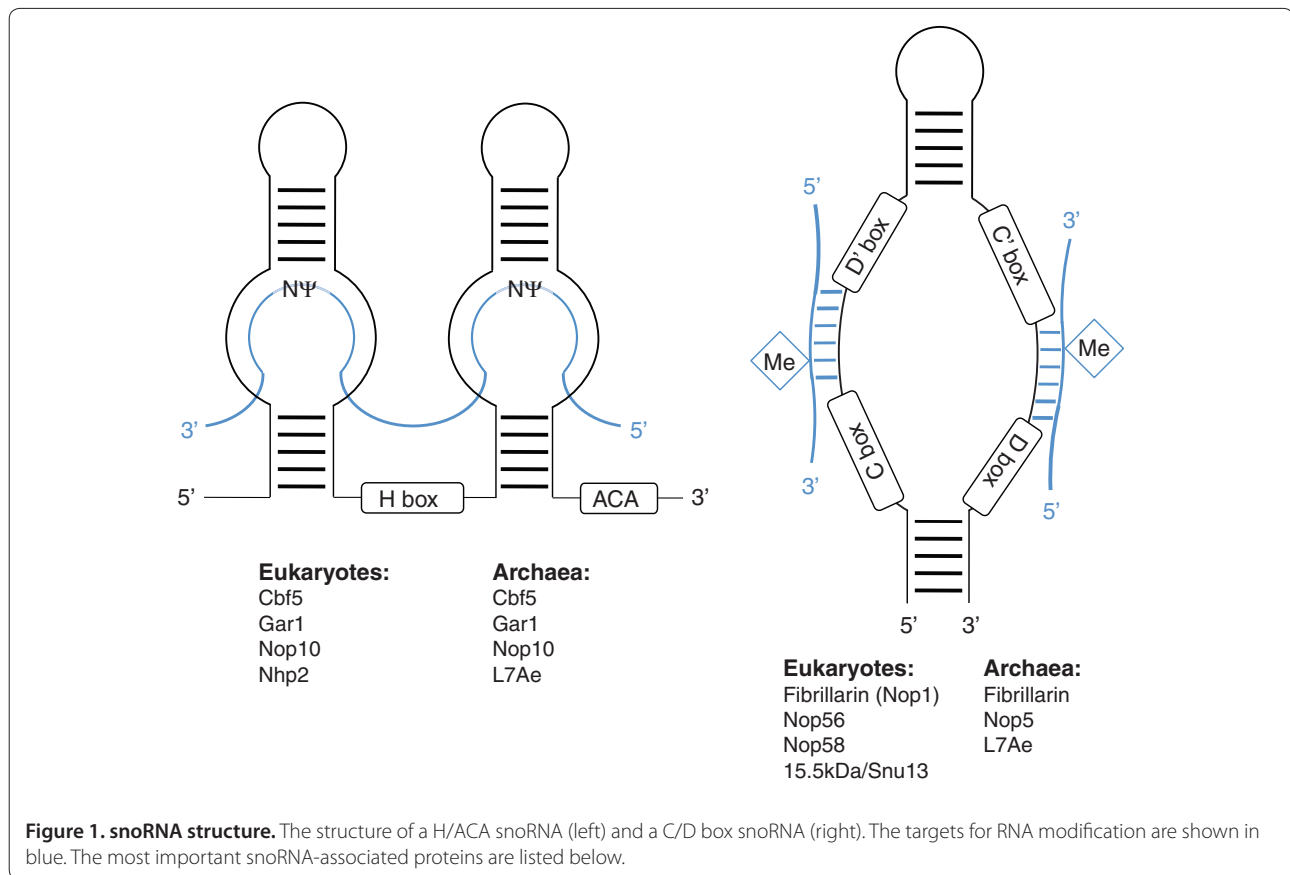 NΨ
NΨ
3’
5’
5’
H box
ACA
3’
Eukaryotes:
Cbf5
Gar1
Nop10
Nhp2
Archaea:
Cbf5
Gar1
Nop10
L7Ae
5’
3’
D’ box
C’ box
Me
Me
C box
D box
3’
5’
5’
3’
Eukaryotes:
Fibrillarin (Nop1)
Nop56
Nop58
15.5kDa/Snu13
Archaea:
Fibrillarin
Nop5
L7Ae
Figure 1. snoRNA structure. The structure of a H/ACA snoRNA (left) and a C/D box snoRNA (right). The targets for RNA modification are shown in
blue. The most important snoRNA-associated proteins are listed below.